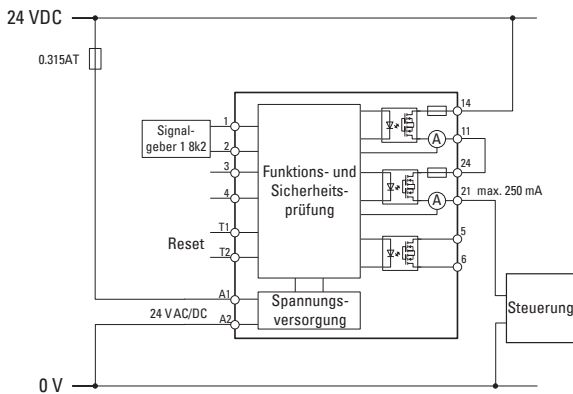 24 VDC
0.315AT
14
1
Signal-
geber 1 8k2
2
A
11
3
24
Funktions- und
Sicherheits-
prüfung
4
A
21 max. 250 mA
T1
Reset
T2
5
6
A1
Spannungs-
versorgung
24 V AC/DC
A2
Steuerung
0 V